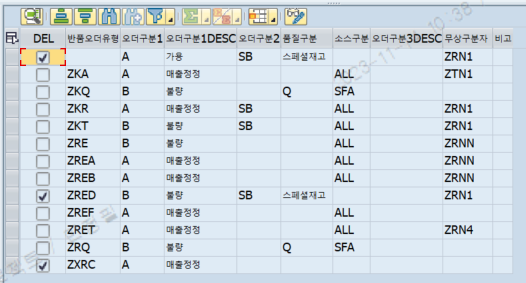 DEL 반품오더유형 오더구분1 오더구분1DESC 오더구분2 품질구분 소스구분 오더구분3DESC 무상구분자 비고
A 가용 SB 스페셜재고 ZRN1
ZKA A 매출정정 ALL ZTN1
ZKQ B 불량 Q SFA
ZKR A 매출정정 SB ALL ZRN1
ZKT B 불량 SB ALL ZRN1
ZRE B 불량 ALL ZRNN
ZREA A 매출정정 ALL ZRNN
ZREB A 매출정정 ALL ZRNN
ZRED B 불량 SB 스페셜재고 ZRN1
ZREF A 매출정정 ALL
ZRET A 매출정정 ALL ZRN4
ZRQ B 불량 Q SFA
ZXRC A 매출정정